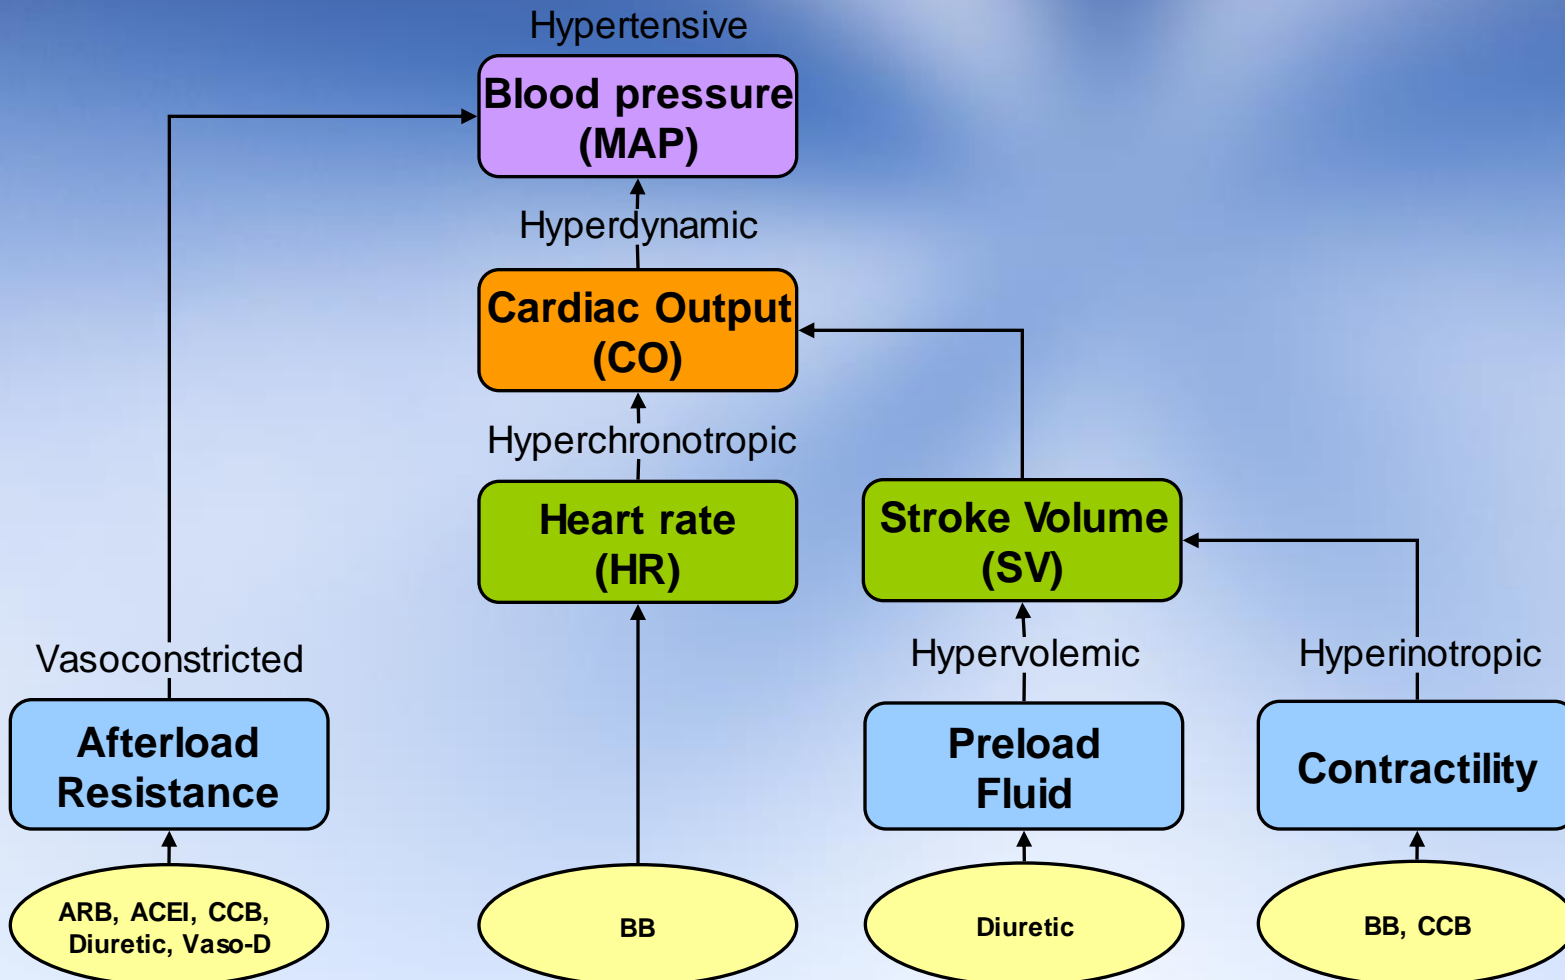 Hypertensive
Blood pressure
(MAP)
Hyperdynamic
Cardiac Output
(CO)
Hyperchronotropic
Heart rate
(HR)
Stroke Volume
(SV)
Vasoconstricted
Hypervolemic
Hyperinotropic
Afterload
Resistance
Preload
Fluid
Contractility
ARB, ACEI, CCB,
Diuretic, Vaso-D
BB
Diuretic
BB, CCB